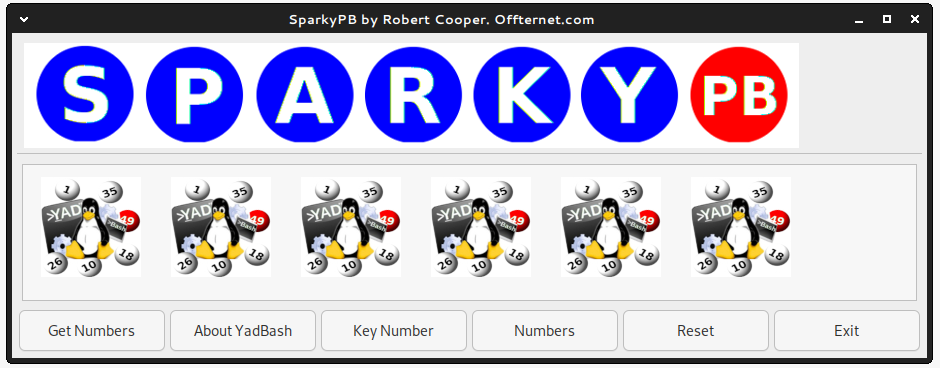 SparkyPB by Robert Cooper. Offternet.com
S P A R K Y PB
1 35 >YAD 49 >Bash 26 10 18
1 35 >YAD 49 >Bash 26 10 18
1 35 >YAD 49 >Bash 26 10 18
1 35 >YAD 49 >Bash 26 10 18
1 35 >YAD 49 >Bash 26 10 18
1 35 >YAD 49 >Bash 26 10 18
Get Numbers About YadBash Key Number Numbers Reset Exit